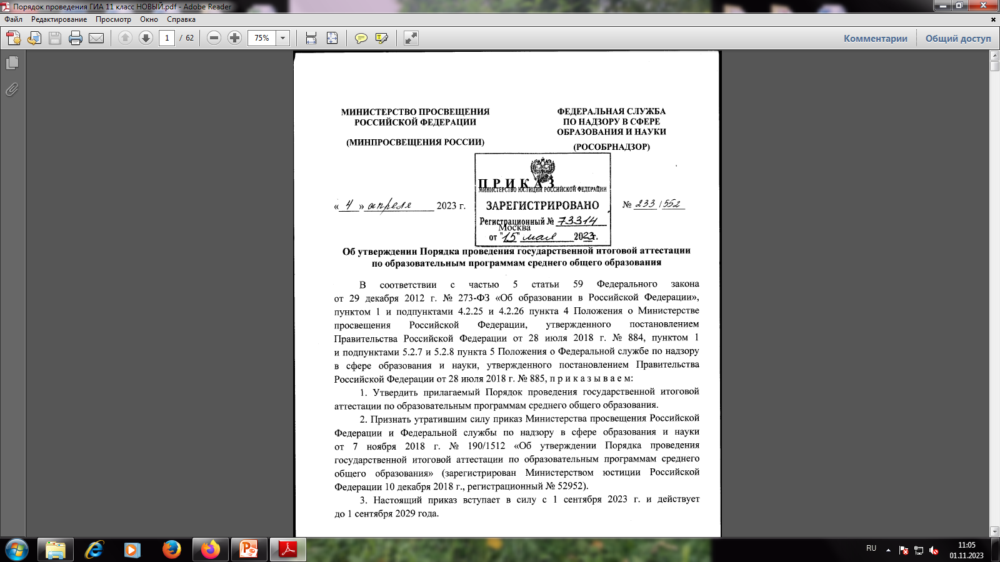 Порядок проведения ГИА 11 класс НОВЫЙ.pdf - Adobe Reader
Файл Редактирование Просмотр Окно Справка
1 / 62 75% Комментарии Общий доступ
МИНИСТЕРСТВО ПРОСВЕЩЕНИЯ
РОССИЙСКОЙ ФЕДЕРАЦИИ
(МИНПРОСВЕЩЕНИЯ РОССИИ)
ФЕДЕРАЛЬНАЯ СЛУЖБА
ПО НАДЗОРУ В СФЕРЕ
ОБРАЗОВАНИЯ И НАУКИ
(РОСОБРНАДЗОР)
П Р И К А З
МИНИСТЕРСТВО ЮСТИЦИИ РОССИЙСКОЙ ФЕДЕРАЦИИ
ЗАРЕГИСТРИРОВАНО
«4» апреля 2023 г.
№ 233 / 552
Регистрационный № 73314
Москва
от "15" мая 2023г.
Об утверждении Порядка проведения государственной итоговой аттестации
по образовательным программам среднего общего образования
В соответствии с частью 5 статьи 59 Федерального закона
от 29 декабря 2012 г. № 273-ФЗ «Об образовании в Российской Федерации»,
пунктом 1 и подпунктами 4.2.25 и 4.2.26 пункта 4 Положения о Министерстве
просвещения Российской Федерации, утвержденного постановлением
Правительства Российской Федерации от 28 июля 2018 г. № 884, пунктом 1
и подпунктами 5.2.7 и 5.2.8 пункта 5 Положения о Федеральной службе по надзору
в сфере образования и науки, утвержденного постановлением Правительства
Российской Федерации от 28 июля 2018 г. № 885, п р и к а з ы в а е м:
1. Утвердить прилагаемый Порядок проведения государственной итоговой
аттестации по образовательным программам среднего общего образования.
2. Признать утратившим силу приказ Министерства просвещения Российской
Федерации и Федеральной службы по надзору в сфере образования и науки
от 7 ноября 2018 г. № 190/1512 «Об утверждении Порядка проведения
государственной итоговой аттестации по образовательным программам среднего
общего образования» (зарегистрирован Министерством юстиции Российской
Федерации 10 декабря 2018 г., регистрационный № 52952).
3. Настоящий приказ вступает в силу с 1 сентября 2023 г. и действует
до 1 сентября 2029 года.
RU
11:05
01.11.2023